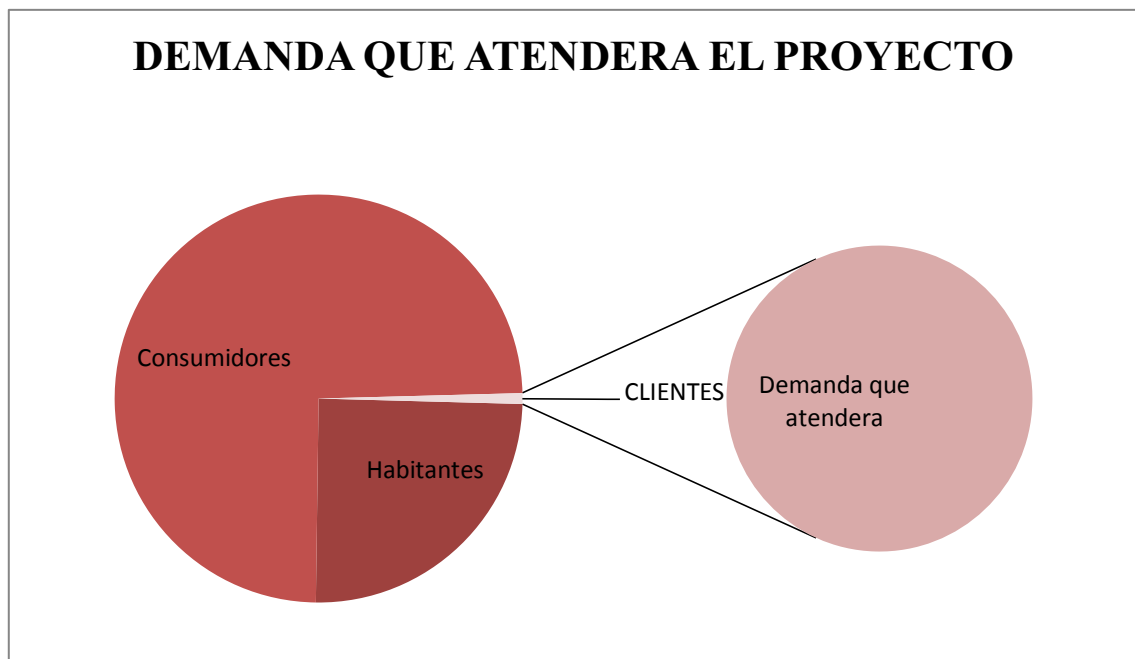 DEMANDA QUE ATENDERA EL PROYECTO
Consumidores
Habitantes
CLIENTES
Demanda que
atendera